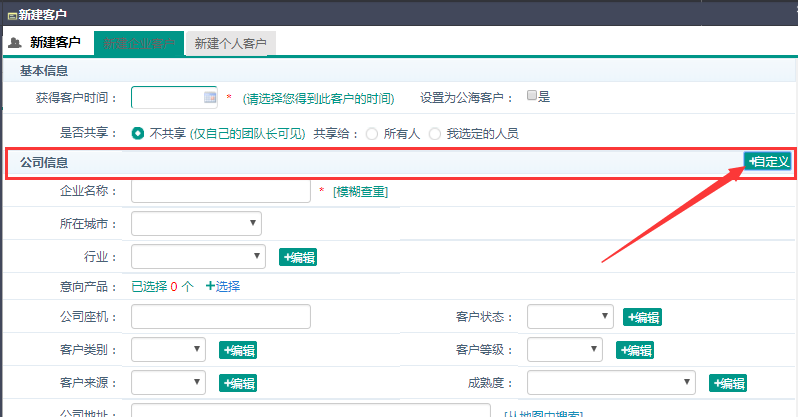 新建客户
新建客户 新建企业客户 新建个人客户
基本信息
获得客户时间： * (请选择您得到此客户的时间) 设置为公海客户： 是
是否共享： 不共享 (仅自己的团队长可见) 共享给： 所有人 我选定的人员
公司信息 +自定义
企业名称： * [模糊查重]
所在城市：
行业： +编辑
意向产品： 已选择 0 个 +选择
公司座机： 客户状态： +编辑
客户类别： +编辑 客户等级： +编辑
客户来源： +编辑 成熟度： +编辑
公司地址： [从地图中搜索]